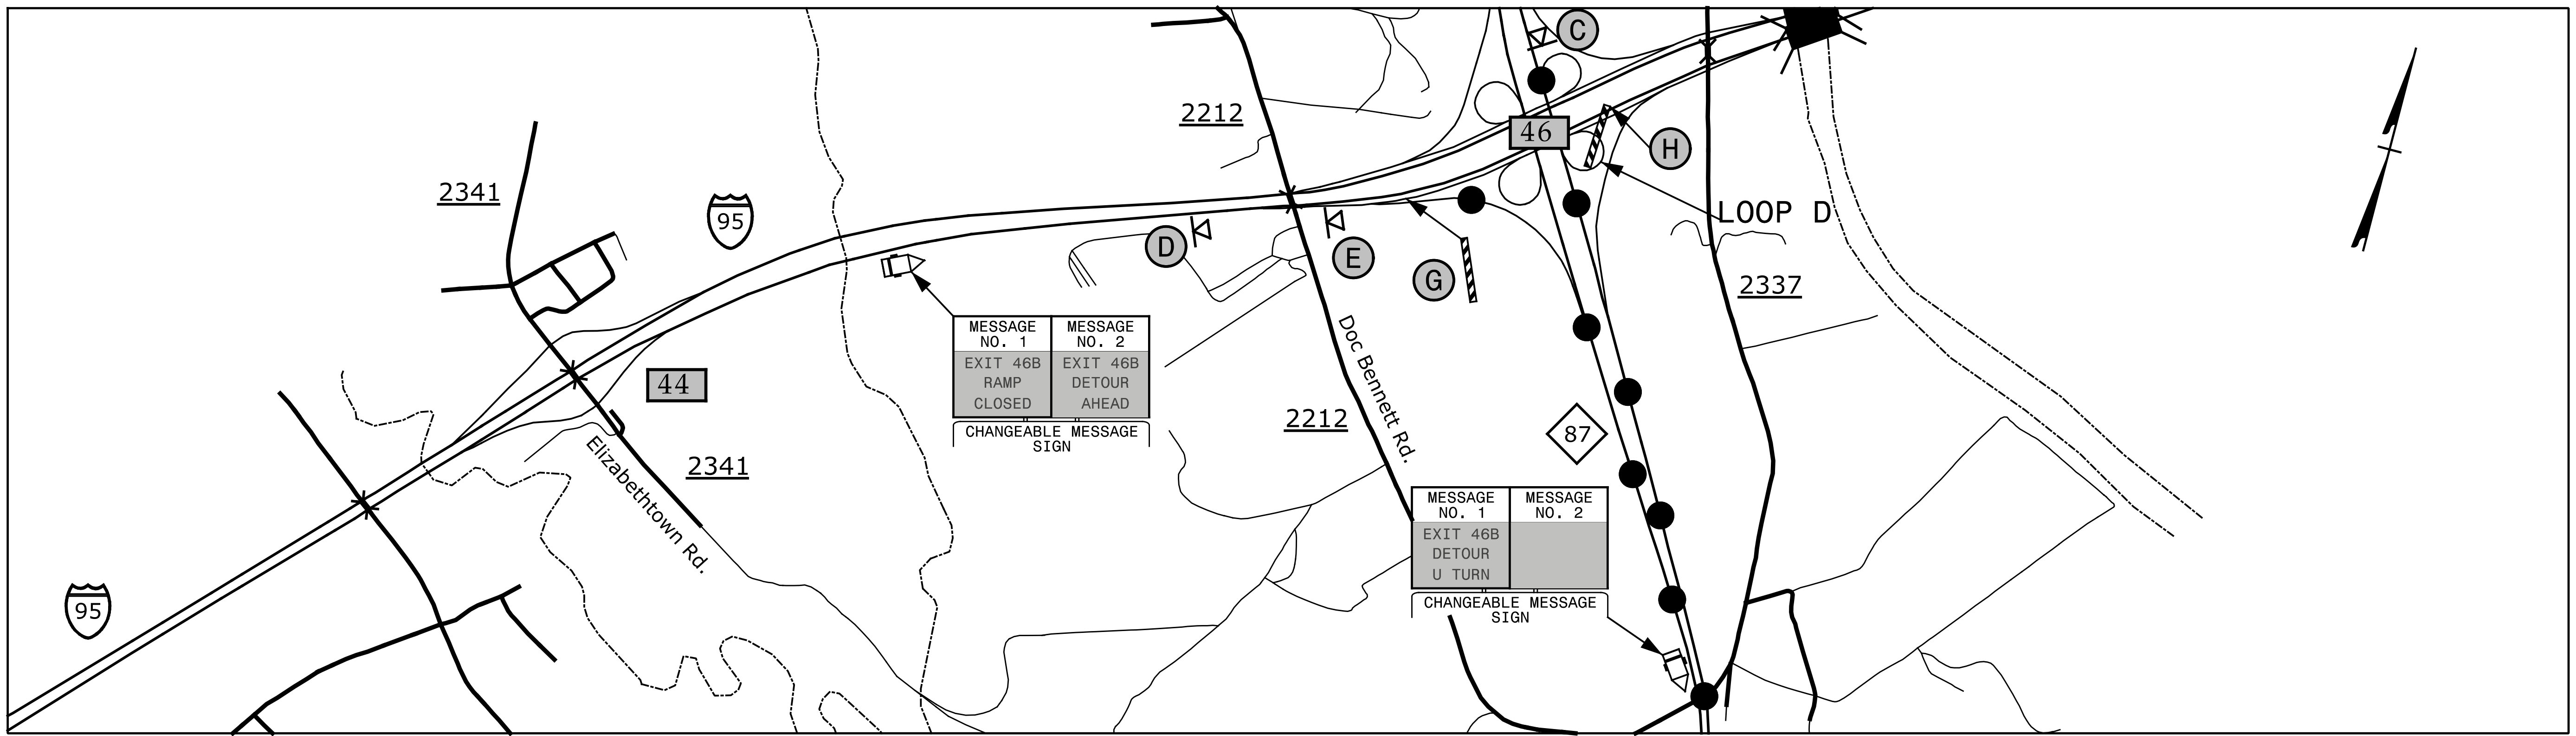 C
2212
46
H
2341
95
LOOP D
D
E
G
2337
MESSAGE NO. 1
MESSAGE NO. 2
EXIT 46B
RAMP
CLOSED
EXIT 46B
DETOUR
AHEAD
CHANGEABLE MESSAGE
SIGN
44
Doc Bennett Rd.
2212
87
Elizabethtown Rd.
2341
MESSAGE NO. 1
MESSAGE NO. 2
EXIT 46B
DETOUR
U TURN
CHANGEABLE MESSAGE
SIGN
95